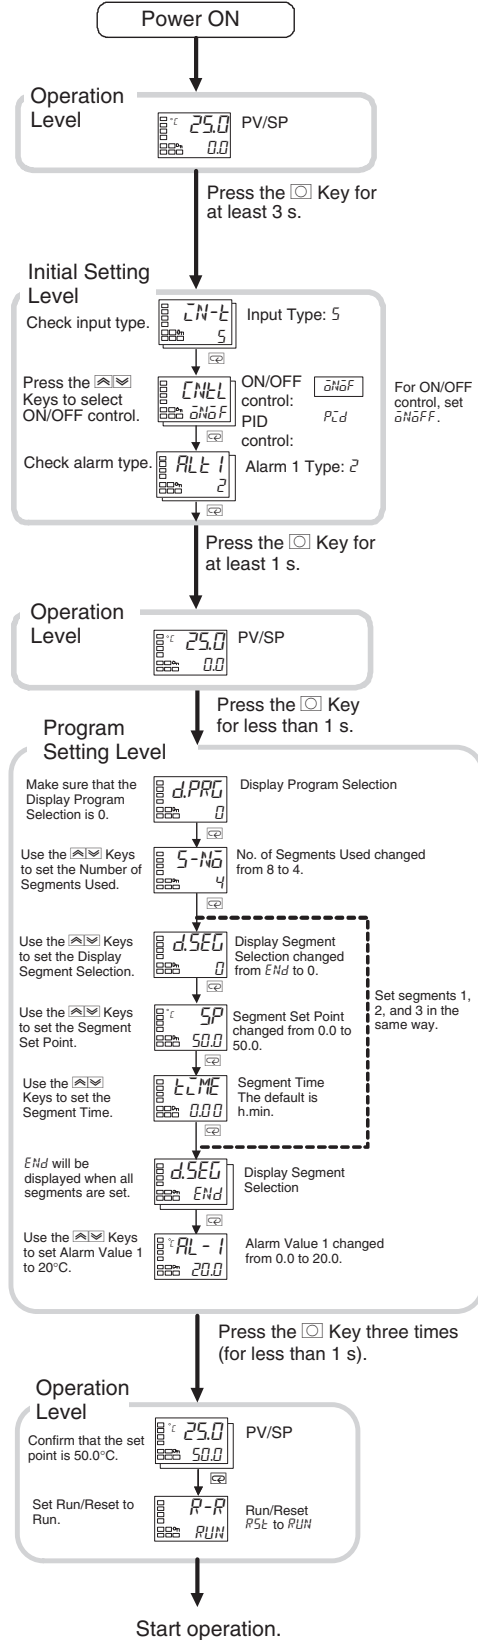 Power ON
Operation
Level
°C 25.0 PV/SP
0.0
Press the Key for
at least 3 s.
Initial Setting
Level
Check input type.
IN-t
5
Input Type: 5
Press the
Keys to select
ON/OFF control.
CNtL
oNoF
ON/OFF
control:
oNoF
PID
control:
PId
For ON/OFF
control, set
oNoFF.
Check alarm type.
ALt1
2
Alarm 1 Type: 2
Press the Key for
at least 1 s.
Operation
Level
°C 25.0 PV/SP
0.0
Press the Key
for less than 1 s.
Program
Setting Level
Make sure that the
Display Program
Selection is 0.
d.PRG
0
Display Program Selection
Use the Keys
to set the Number of
Segments Used.
S-No
4
No. of Segments Used changed
from 8 to 4.
Use the Keys
to set the Display
Segment Selection.
d.SEG
0
Display Segment
Selection changed
from ENd to 0.
Set segments 1,
2, and 3 in the
same way.
Use the Keys
to set the Segment
Set Point.
°C SP
50.0
Segment Set Point
changed from 0.0 to
50.0.
Use the
Keys to set the
Segment Time.
tIME
0.00
Segment Time
The default is
h.min.
ENd will be
displayed when all
segments are set.
d.SEG
ENd
Display Segment
Selection
Use the Keys
to set Alarm Value 1
to 20°C.
°C AL-1
20.0
Alarm Value 1 changed
from 0.0 to 20.0.
Press the Key three times
(for less than 1 s).
Operation
Level
Confirm that the set
point is 50.0°C.
°C 25.0
50.0
PV/SP
Set Run/Reset to
Run.
R-R
RUN
Run/Reset
RSt to RUN
Start operation.